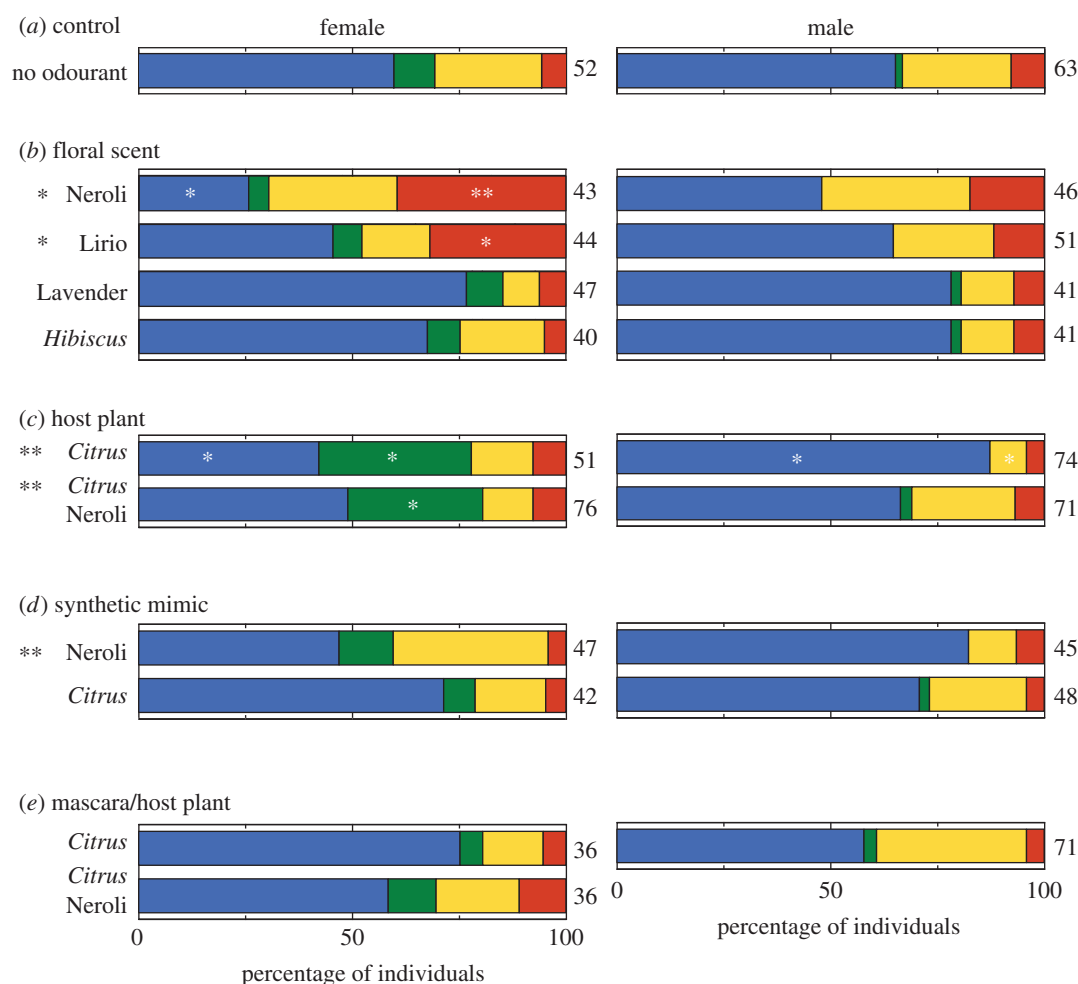 (a) control
female
male
no odourant
52
63
(b) floral scent
* Neroli
*
**
43
46
* Lirio
*
44
51
Lavender
47
41
Hibiscus
40
41
(c) host plant
** Citrus
*
*
51
*
*
74
** Citrus
Neroli
*
76
71
(d) synthetic mimic
** Neroli
47
45
Citrus
42
48
(e) mascara/host plant
Citrus
36
71
Citrus
Neroli
36
0 50 100
percentage of individuals
0 50 100
percentage of individuals